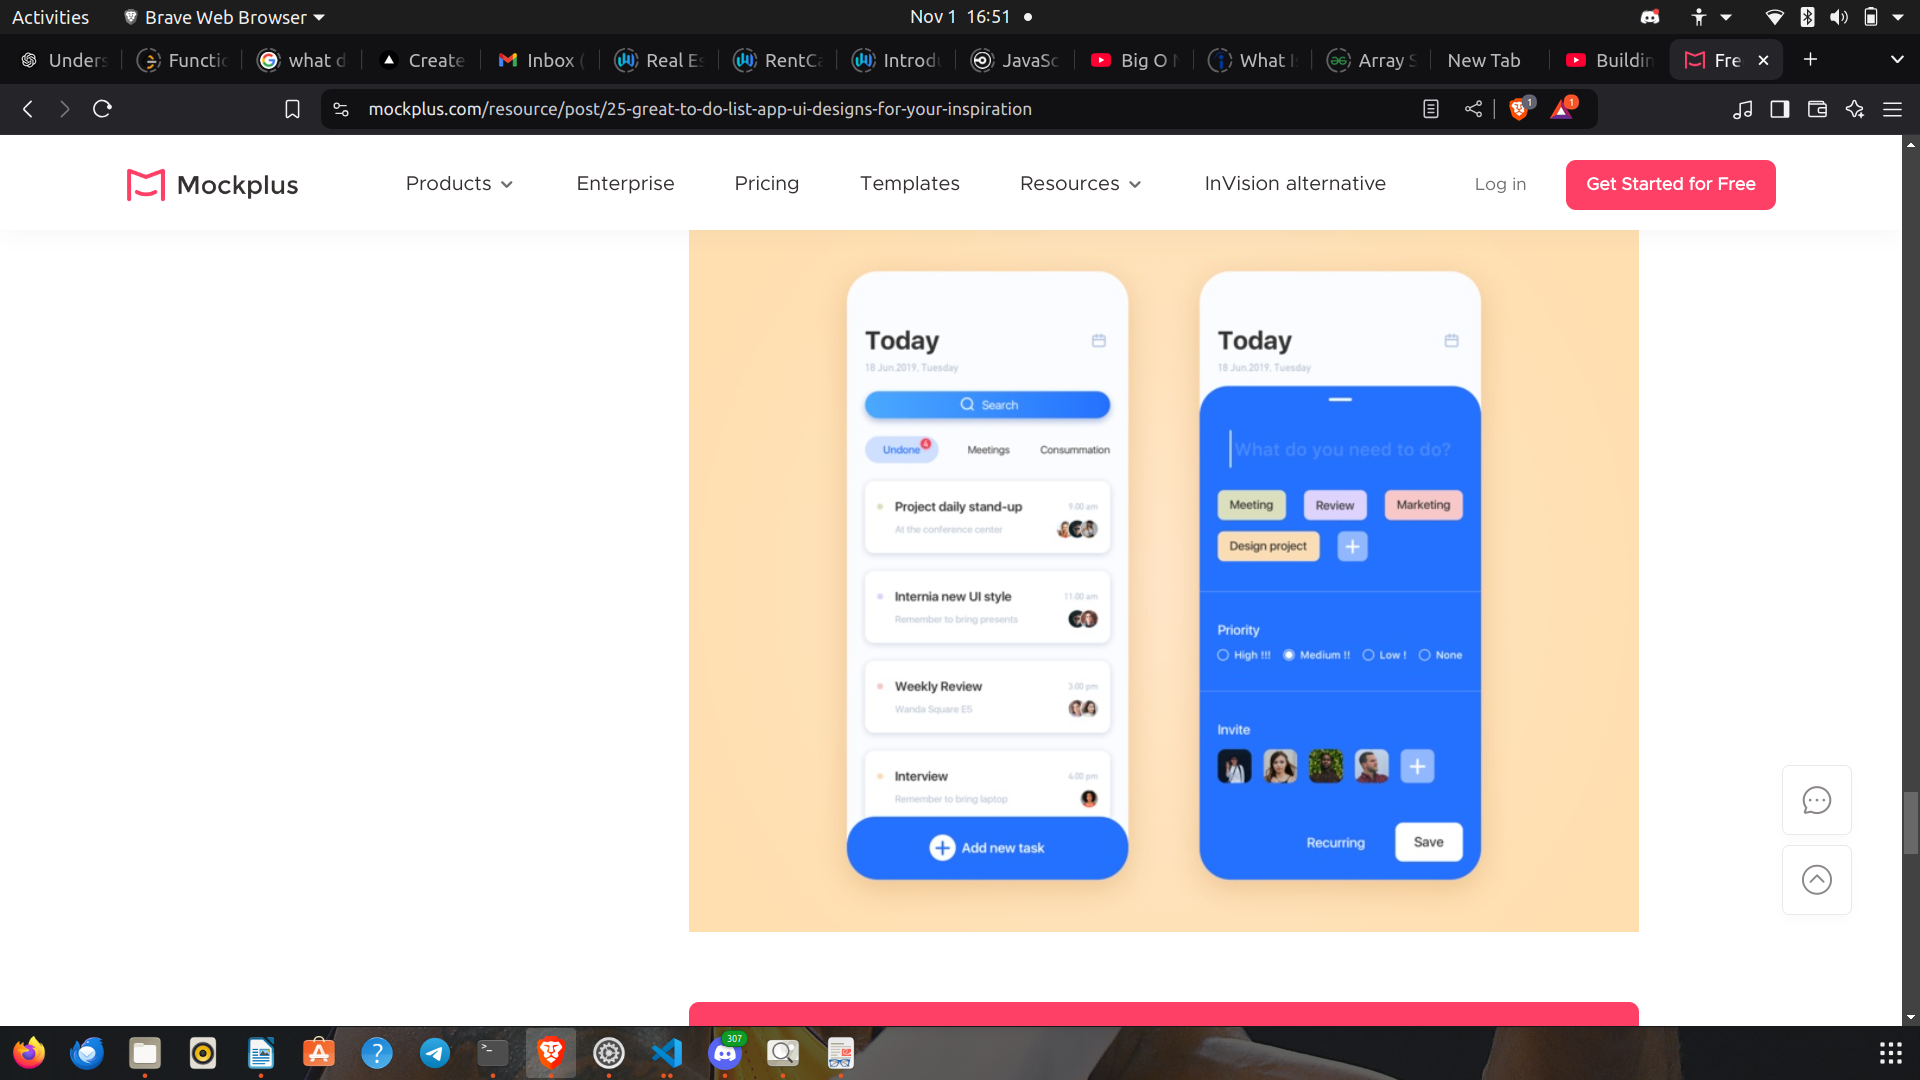 Activities
Brave Web Browser
Nov 1 16:51
Unders
Functio
what d
Create
Inbox (
Real Es
RentCa
Introdu
JavaSc
Big O N
What I
Array S
New Tab
Buildin
Fre
mockplus.com/resource/post/25-great-to-do-list-app-ui-designs-for-your-inspiration
1
1
Mockplus
Products
Enterprise
Pricing
Templates
Resources
InVision alternative
Log in
Get Started for Free
Today
18 Jun.2019, Tuesday
Search
Undone
Meetings
Consummation
Project daily stand-up
9:00 am
At the conference center
Internia new UI style
11:00 am
Remember to bring presents
Weekly Review
3:00 pm
Wanda Square E5
Interview
4:00 pm
Remember to bring laptop
Add new task
Today
18 Jun.2019, Tuesday
What do you need to do?
Meeting
Review
Marketing
Design project
Priority
High !!!
Medium !!
Low !
None
Invite
Recurring
Save
307